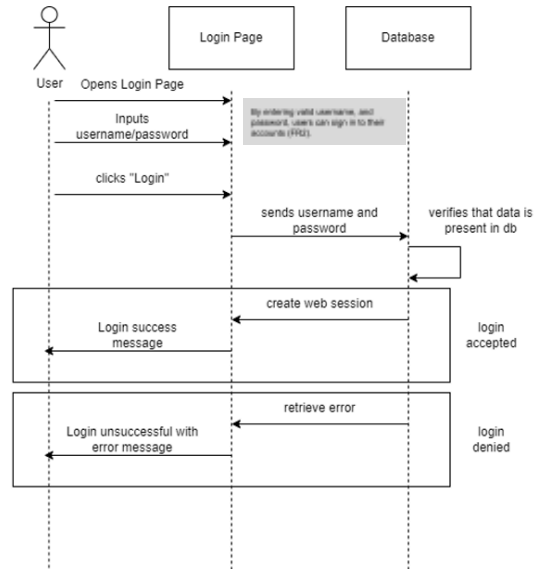 Login Page
Database
User
Opens Login Page
By entering valid username, and
password, users can sign in to their
accounts (FR2).
Inputs
username/password
clicks "Login"
sends username and
password
verifies that data is
present in db
create web session
Login success
message
login
accepted
retrieve error
Login unsuccessful with
error message
login
denied